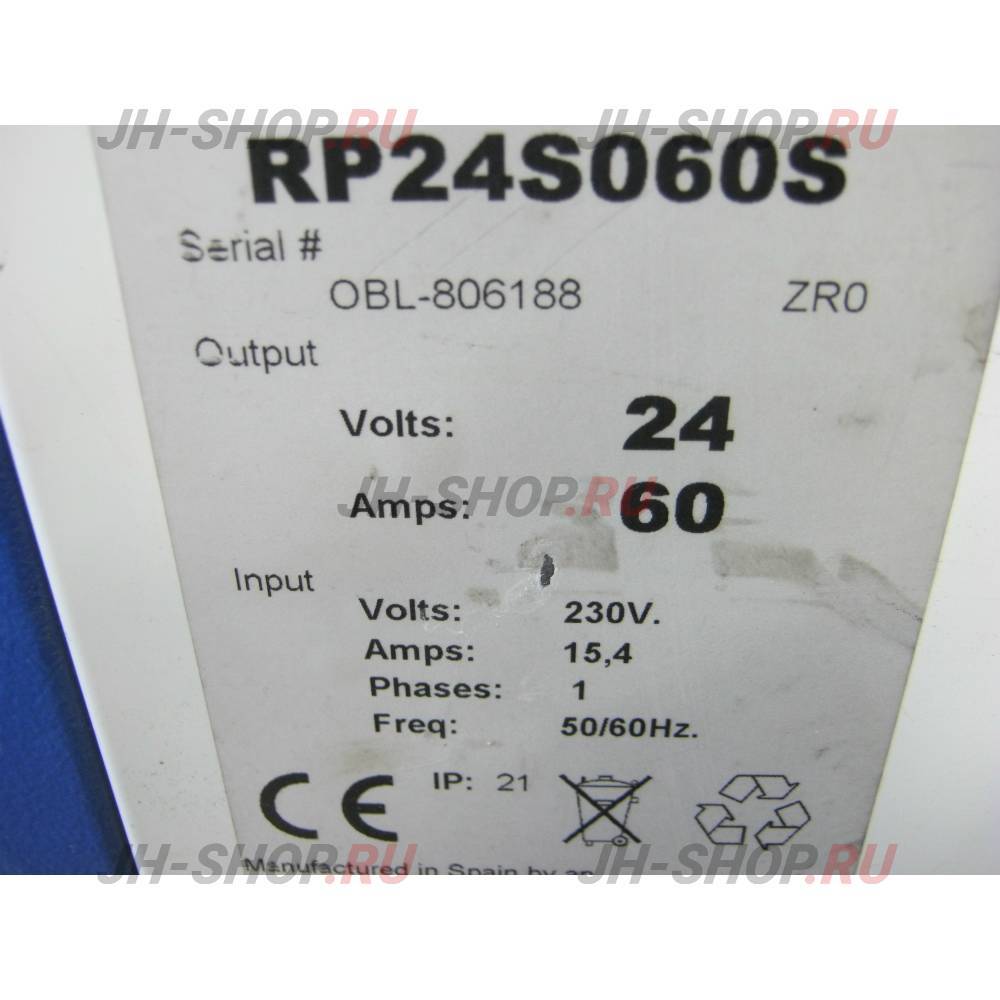 JH-SHOP.RU JH-SHOP.RU
RP24S060S
Serial #
OBL-806188 ZR0
Output
Volts: 24
JH-SHOP.RU
Amps: 60
Input
Volts: 230V.
Amps: 15,4
Phases: 1
Freq: 50/60Hz.
CE IP: 21
JH-SHOP.RU JH-SHOP.RU
Manufactured in Spain by an